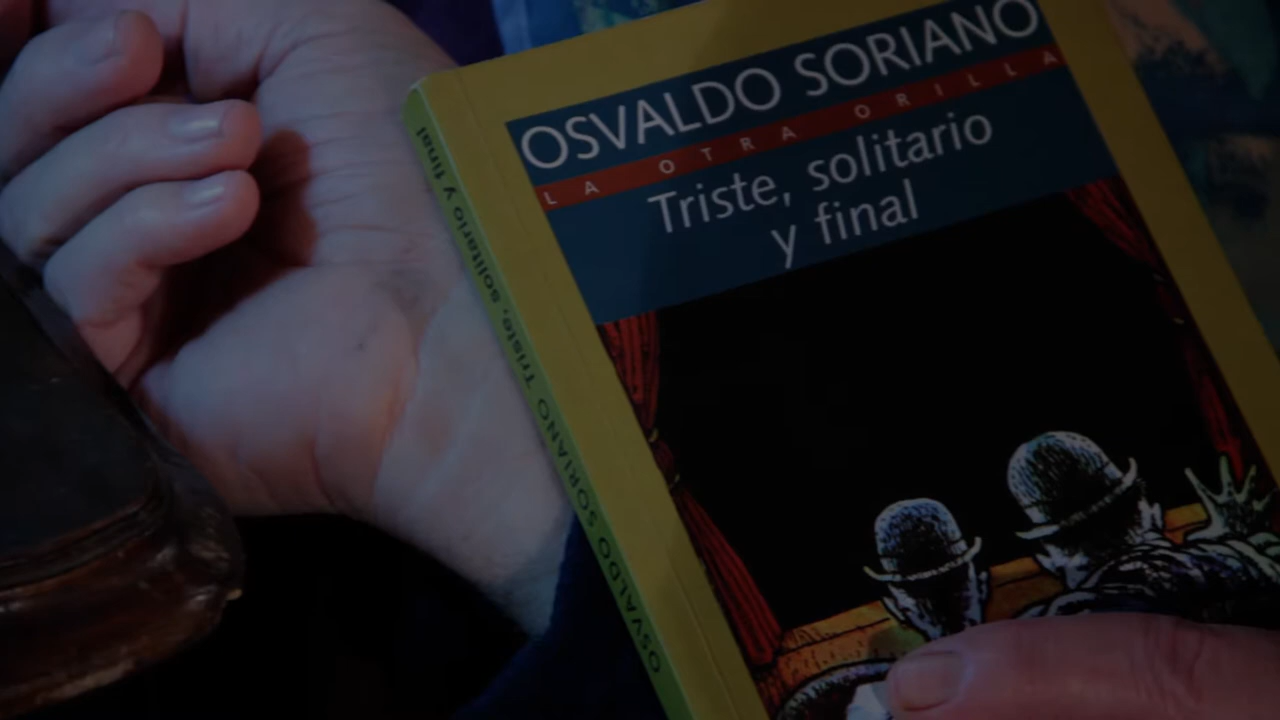 OSVALDO SORIANO
LA OTRA ORILLA
Triste, solitario
y final
OSVALDO SORIANO Triste, solitario y final